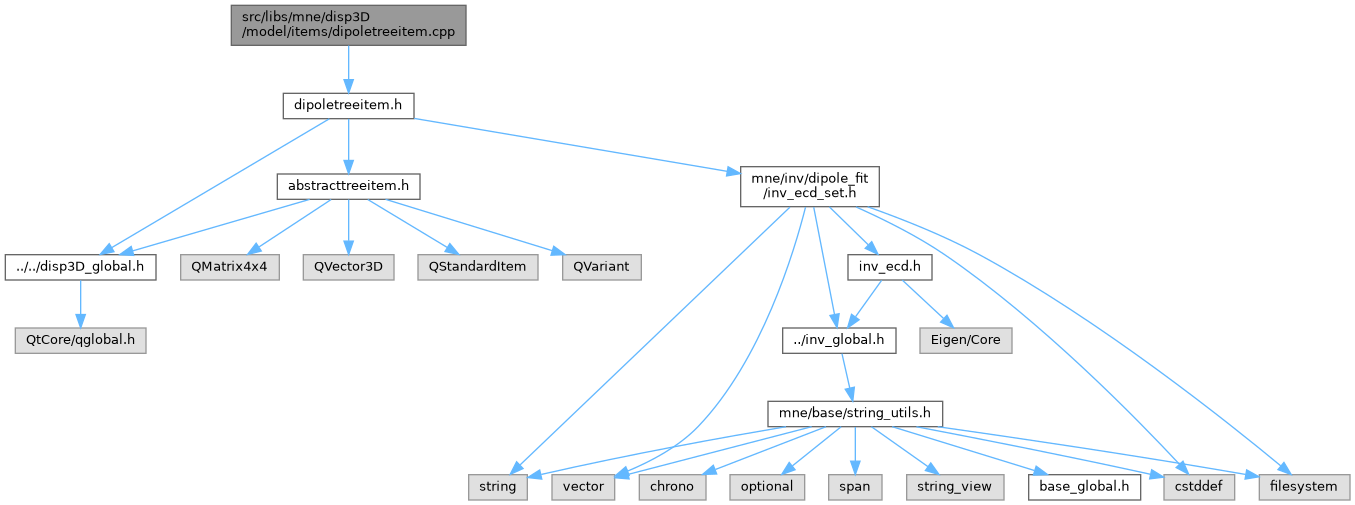 src/libs/mne/disp3D
/model/items/dipoletreeitem.cpp
dipoletreeitem.h
mne/inv/dipole_fit
/inv_ecd_set.h
abstracttreeitem.h
../../disp3D_global.h
QMatrix4x4
QVector3D
QStandardItem
QVariant
inv_ecd.h
QtCore/qglobal.h
../inv_global.h
Eigen/Core
mne/base/string_utils.h
string
vector
chrono
optional
span
string_view
base_global.h
cstddef
filesystem